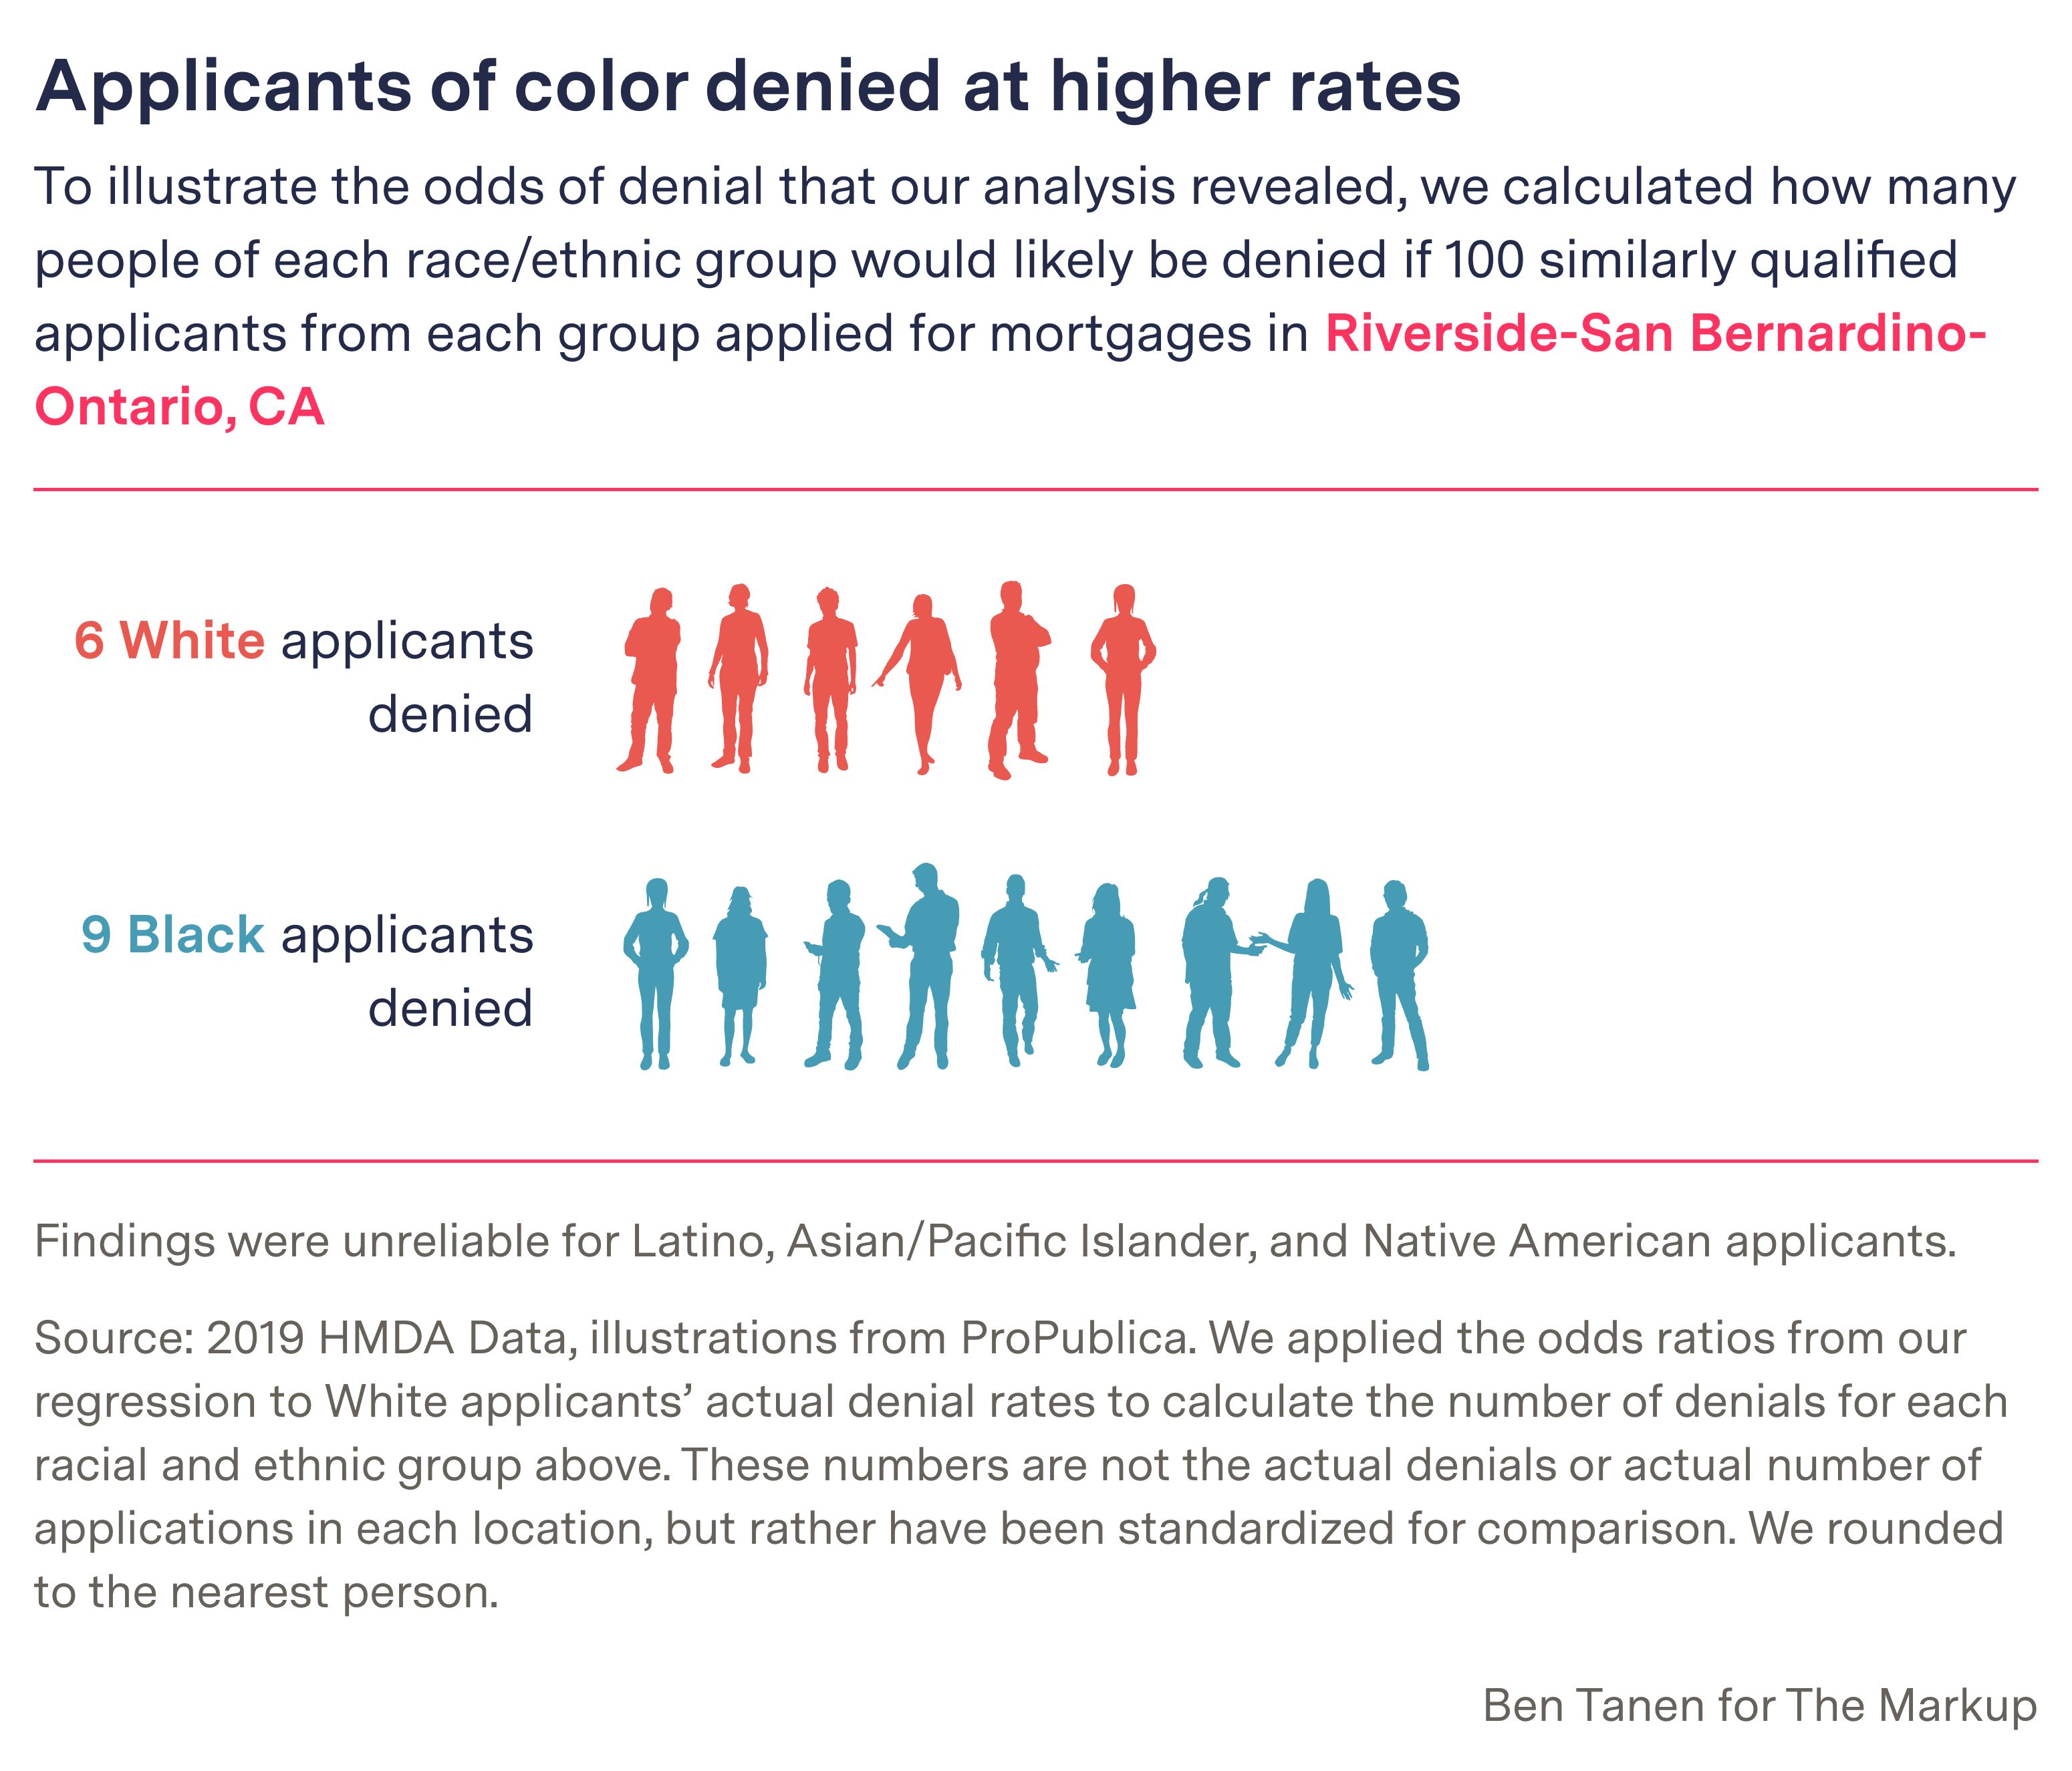 Applicants of color denied at higher rates
To illustrate the odds of denial that our analysis revealed, we calculated how many
people of each race/ethnic group would likely be denied if 100 similarly qualified
applicants from each group applied for mortgages in Riverside-San Bernardino-
Ontario, CA
6 White applicants
denied
9 Black applicants
denied
Findings were unreliable for Latino, Asian/Pacific Islander, and Native American applicants.
Source: 2019 HMDA Data, illustrations from ProPublica. We applied the odds ratios from our
regression to White applicants’ actual denial rates to calculate the number of denials for each
racial and ethnic group above. These numbers are not the actual denials or actual number of
applications in each location, but rather have been standardized for comparison. We rounded
to the nearest person.
Ben Tanen for The Markup